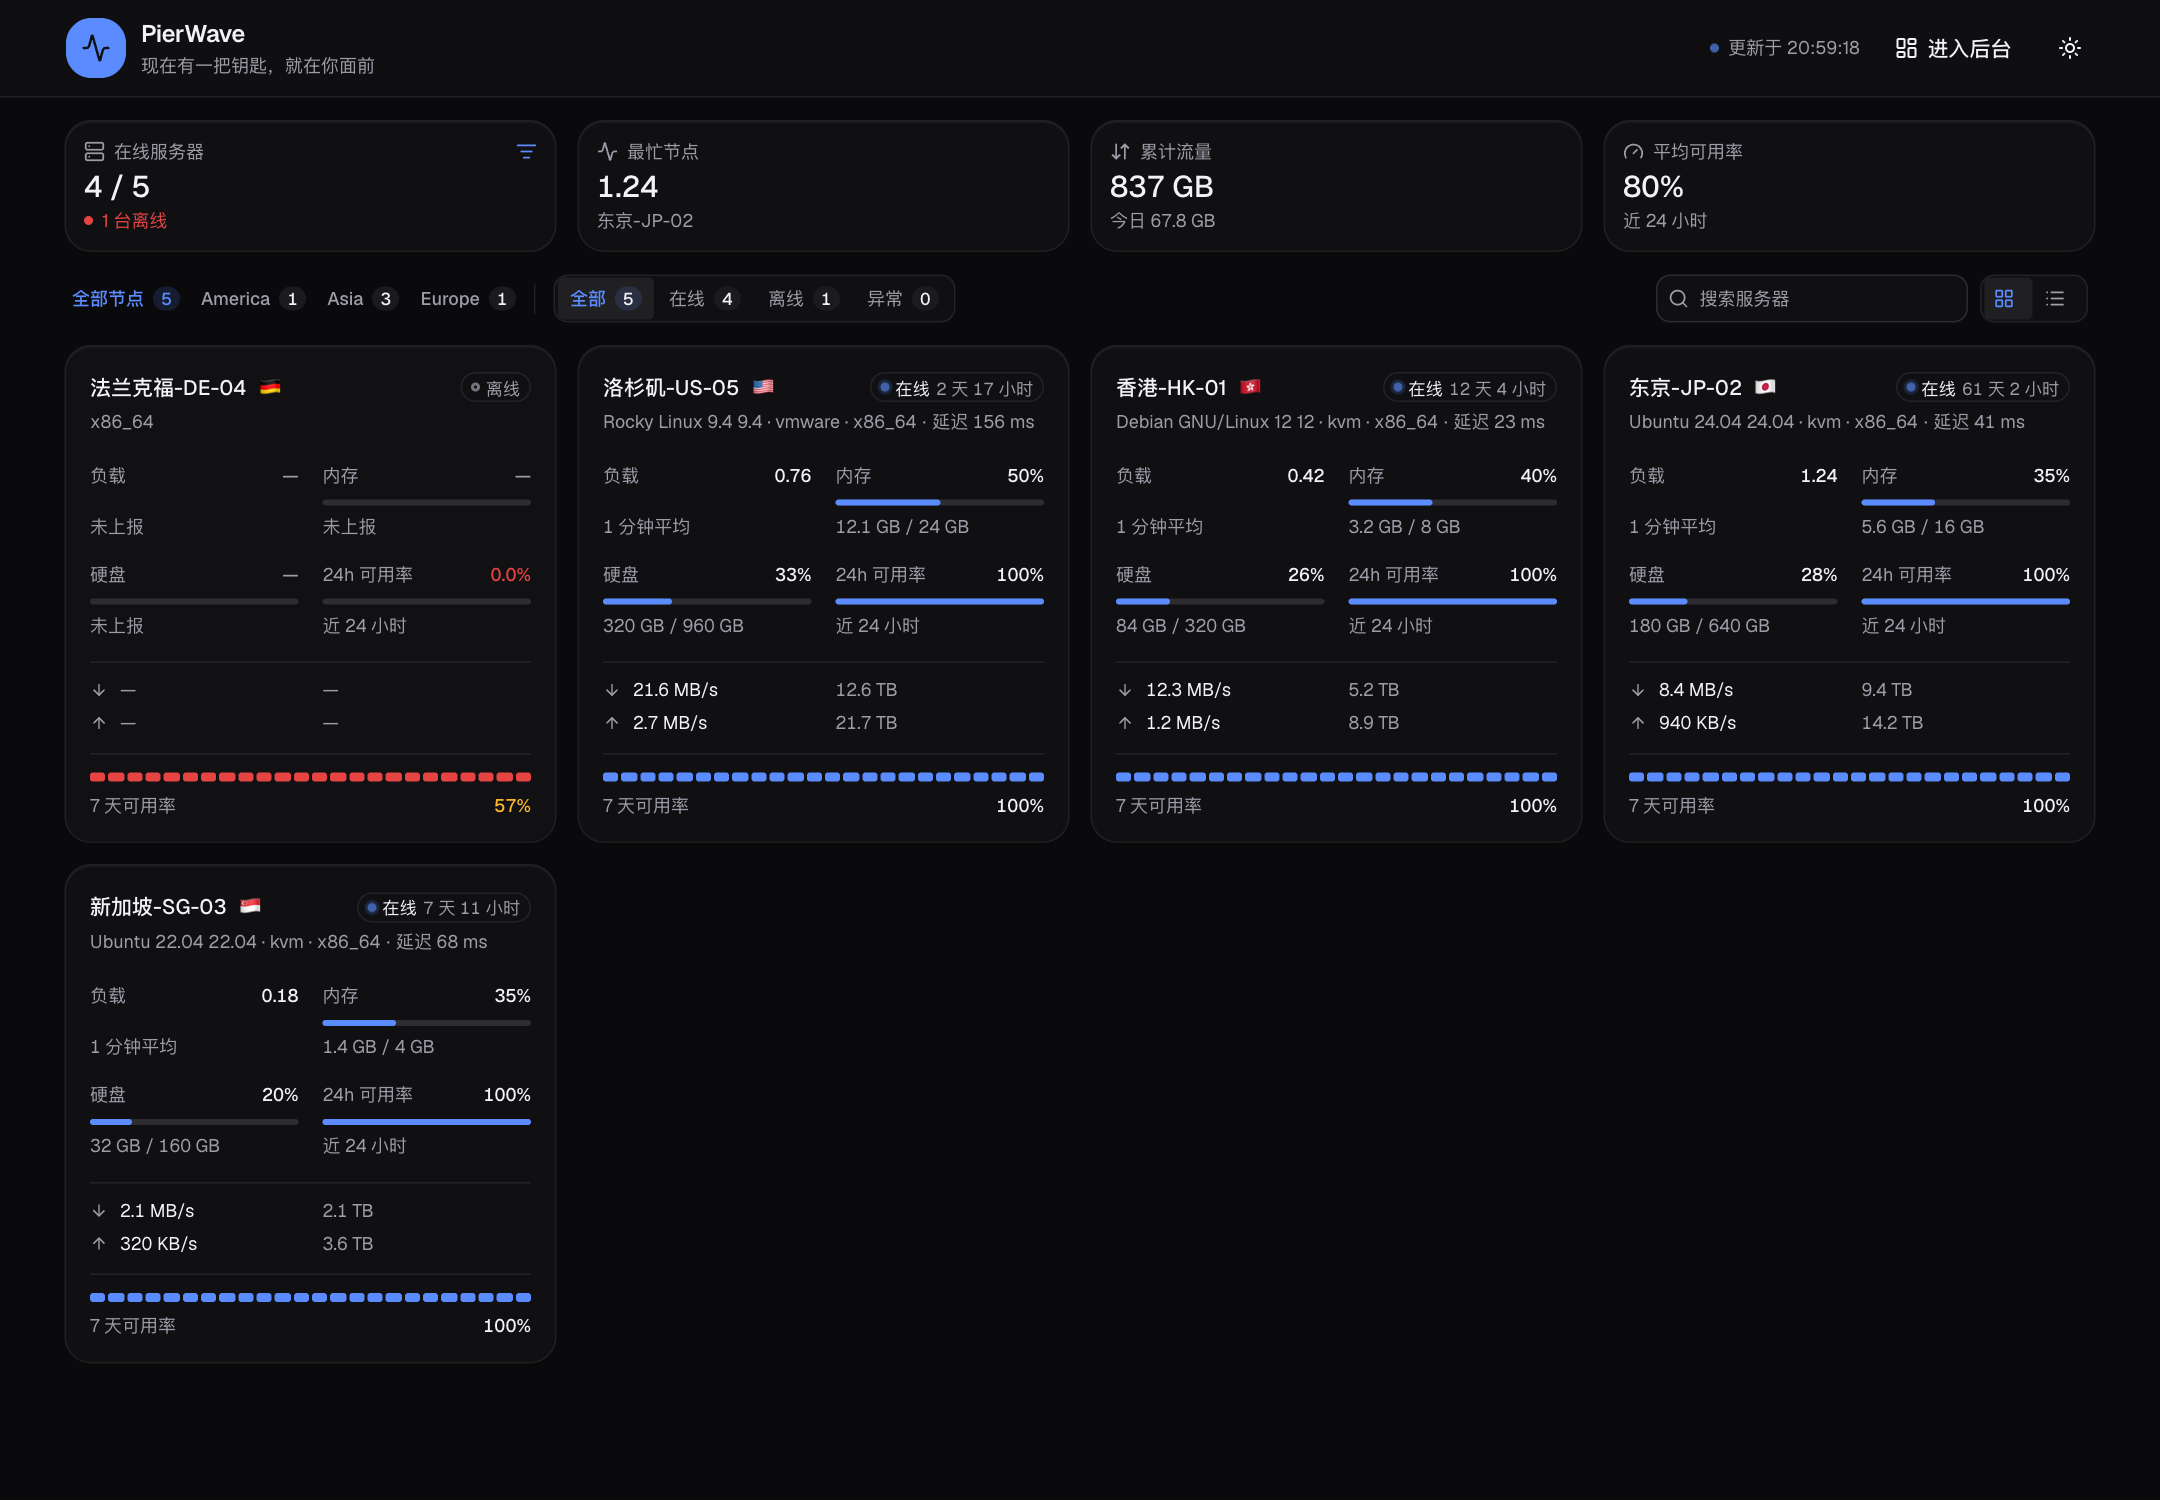 PierWave
现在有一把钥匙，就在你面前
更新于 20:59:18
进入后台
在线服务器
4 / 5
1 台离线
最忙节点
1.24
东京-JP-02
累计流量
837 GB
今日 67.8 GB
平均可用率
80%
近 24 小时
全部节点 5 America 1 Asia 3 Europe 1
全部 5 在线 4 离线 1 异常 0
搜索服务器
法兰克福-DE-04 离线
x86_64
负载 — 内存 —
未上报 未上报
硬盘 — 24h 可用率 0.0%
未上报 近 24 小时
↓ — —
↑ — —
7 天可用率 57%
洛杉矶-US-05 在线 2 天 17 小时
Rocky Linux 9.4 9.4 · vmware · x86_64 · 延迟 156 ms
负载 0.76 内存 50%
1 分钟平均 12.1 GB / 24 GB
硬盘 33% 24h 可用率 100%
320 GB / 960 GB 近 24 小时
↓ 21.6 MB/s 12.6 TB
↑ 2.7 MB/s 21.7 TB
7 天可用率 100%
香港-HK-01 在线 12 天 4 小时
Debian GNU/Linux 12 12 · kvm · x86_64 · 延迟 23 ms
负载 0.42 内存 40%
1 分钟平均 3.2 GB / 8 GB
硬盘 26% 24h 可用率 100%
84 GB / 320 GB 近 24 小时
↓ 12.3 MB/s 5.2 TB
↑ 1.2 MB/s 8.9 TB
7 天可用率 100%
东京-JP-02 在线 61 天 2 小时
Ubuntu 24.04 24.04 · kvm · x86_64 · 延迟 41 ms
负载 1.24 内存 35%
1 分钟平均 5.6 GB / 16 GB
硬盘 28% 24h 可用率 100%
180 GB / 640 GB 近 24 小时
↓ 8.4 MB/s 9.4 TB
↑ 940 KB/s 14.2 TB
7 天可用率 100%
新加坡-SG-03 在线 7 天 11 小时
Ubuntu 22.04 22.04 · kvm · x86_64 · 延迟 68 ms
负载 0.18 内存 35%
1 分钟平均 1.4 GB / 4 GB
硬盘 20% 24h 可用率 100%
32 GB / 160 GB 近 24 小时
↓ 2.1 MB/s 2.1 TB
↑ 320 KB/s 3.6 TB
7 天可用率 100%